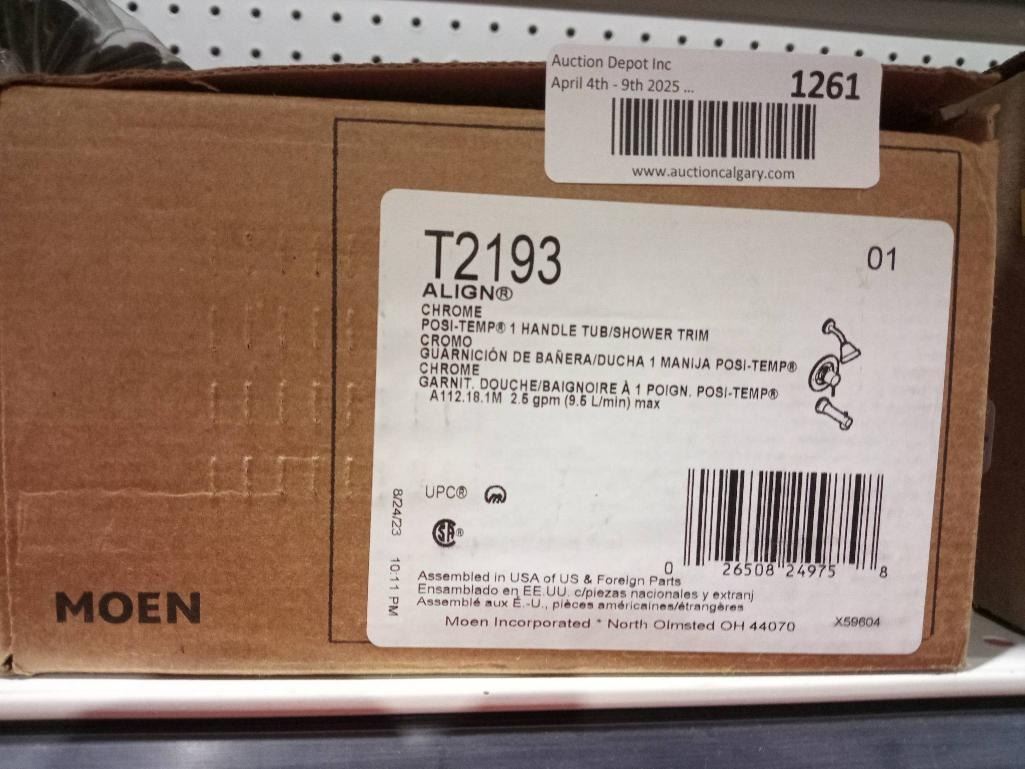 Auction Depot Inc
April 4th - 9th 2025 ...
1261
www.auctioncalgary.com
T2193
01
ALIGN®
CHROME
POSI-TEMP® 1 HANDLE TUB/SHOWER TRIM
CROMO
GUARNICIÓN DE BAÑERA/DUCHA 1 MANIJA POSI-TEMP®
CHROME
GARNIT. DOUCHE/BAIGNOIRE À 1 POIGN. POSI-TEMP®
A112.18.1M 2.5 gpm (9.5 L/min) max
UPC®
8/24/23 10:11 PM
0 26508 24975 8
Assembled in USA of US & Foreign Parts
Ensamblado en EE.UU. c/piezas nacionales y extranj
Assemblé aux É.-U., pièces américaines/étrangères
Moen Incorporated * North Olmsted OH 44070
X59604
MOEN